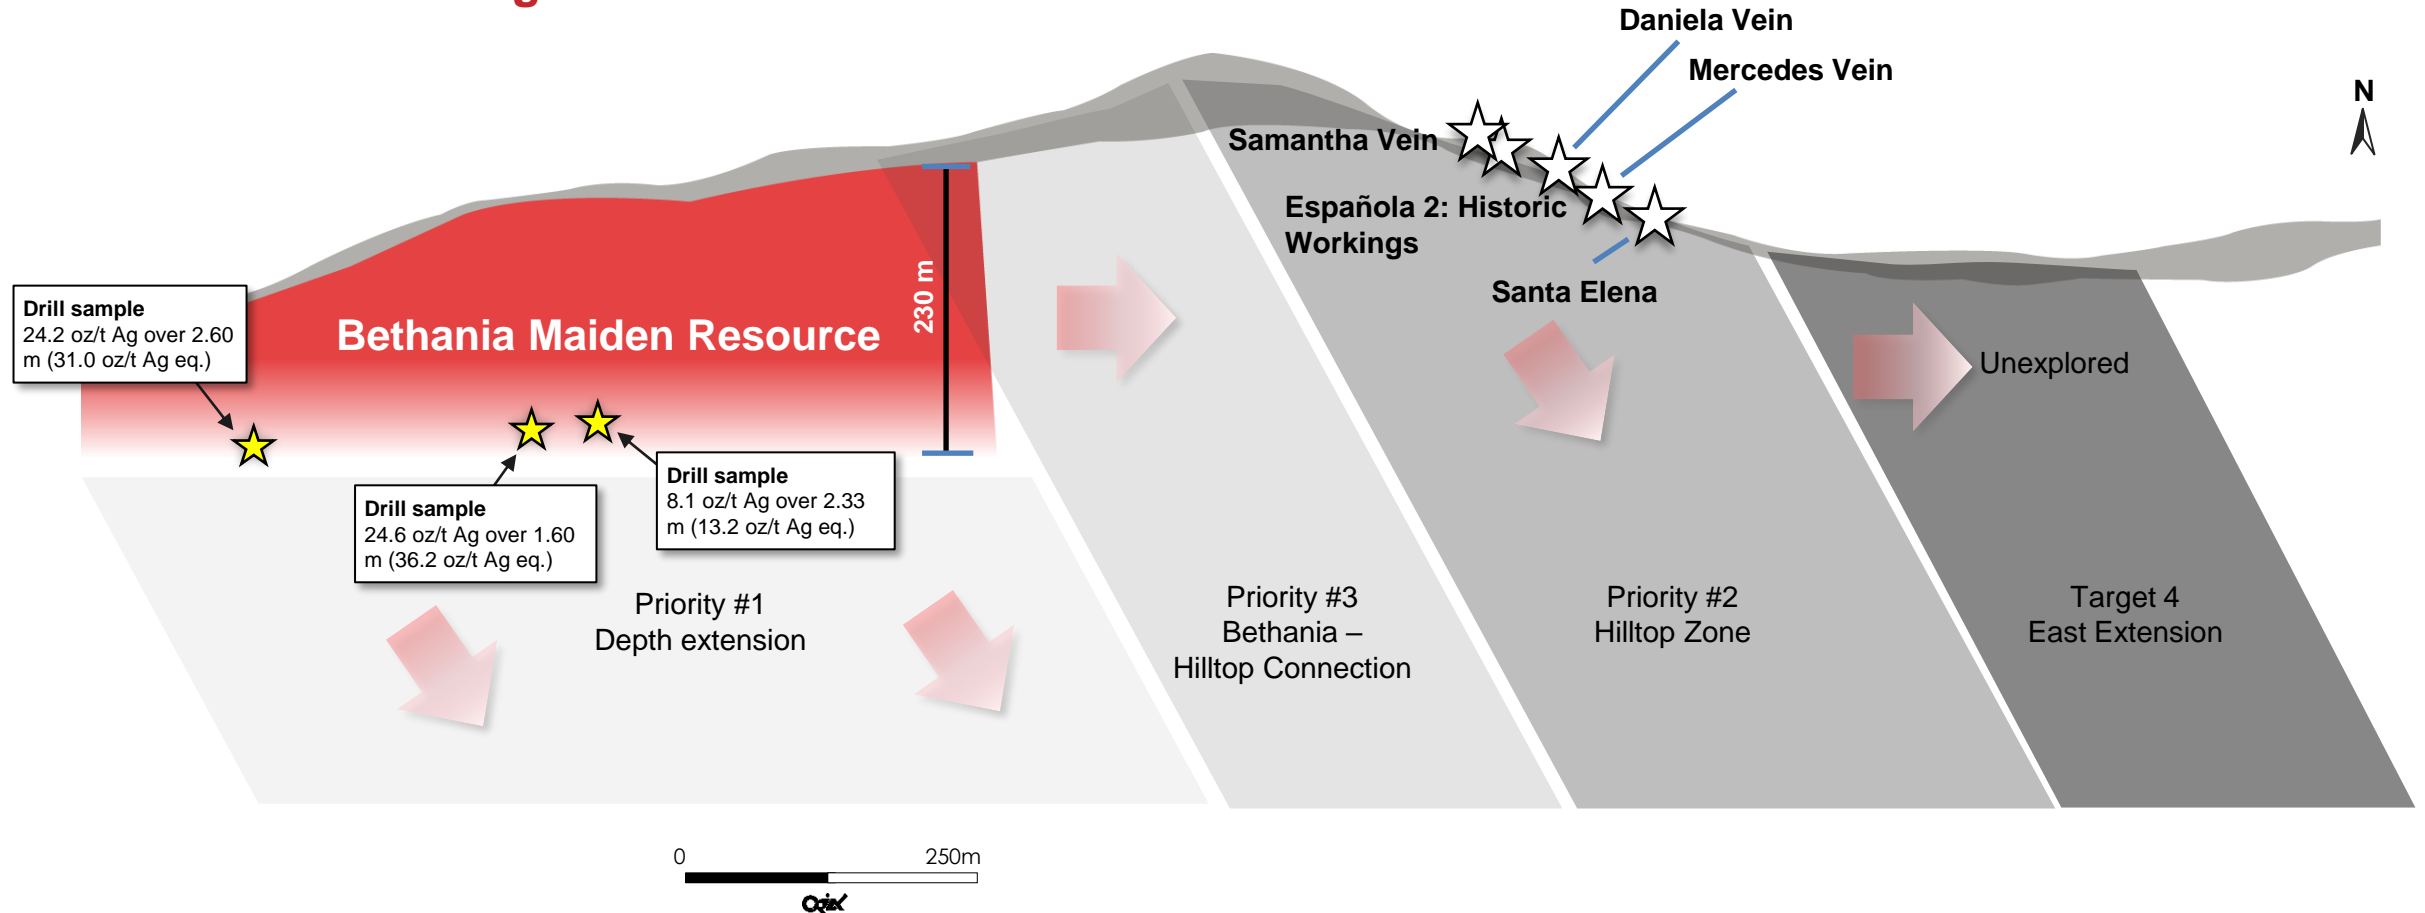 Daniela Vein
Mercedes Vein
N
Samantha Vein
Española 2: Historic
Workings
Santa Elena
Drill sample
24.2 oz/t Ag over 2.60
m (31.0 oz/t Ag eq.)
Bethania Maiden Resource
230 m
Unexplored
Drill sample
24.6 oz/t Ag over 1.60
m (36.2 oz/t Ag eq.)
Drill sample
8.1 oz/t Ag over 2.33
m (13.2 oz/t Ag eq.)
Priority #1
Depth extension
Priority #3
Bethania –
Hilltop Connection
Priority #2
Hilltop Zone
Target 4
East Extension
0 250m